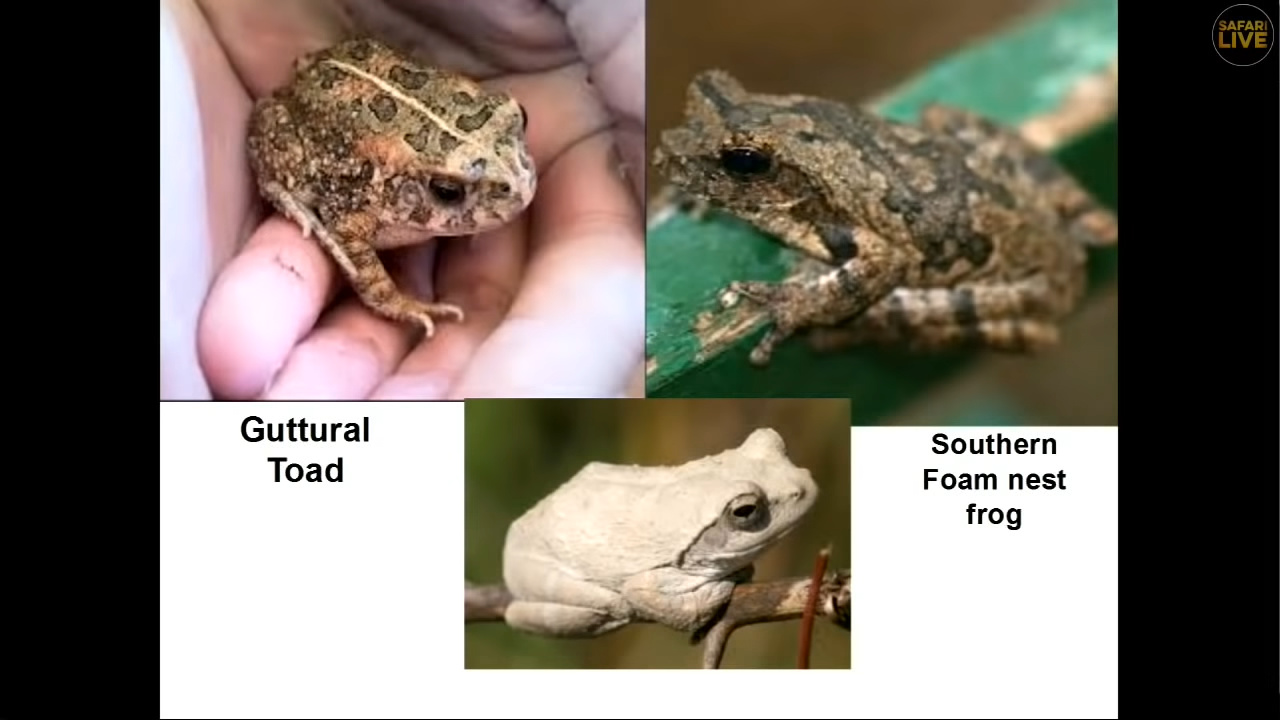 SAFARI
LIVE
Guttural
Toad
Southern
Foam nest
frog